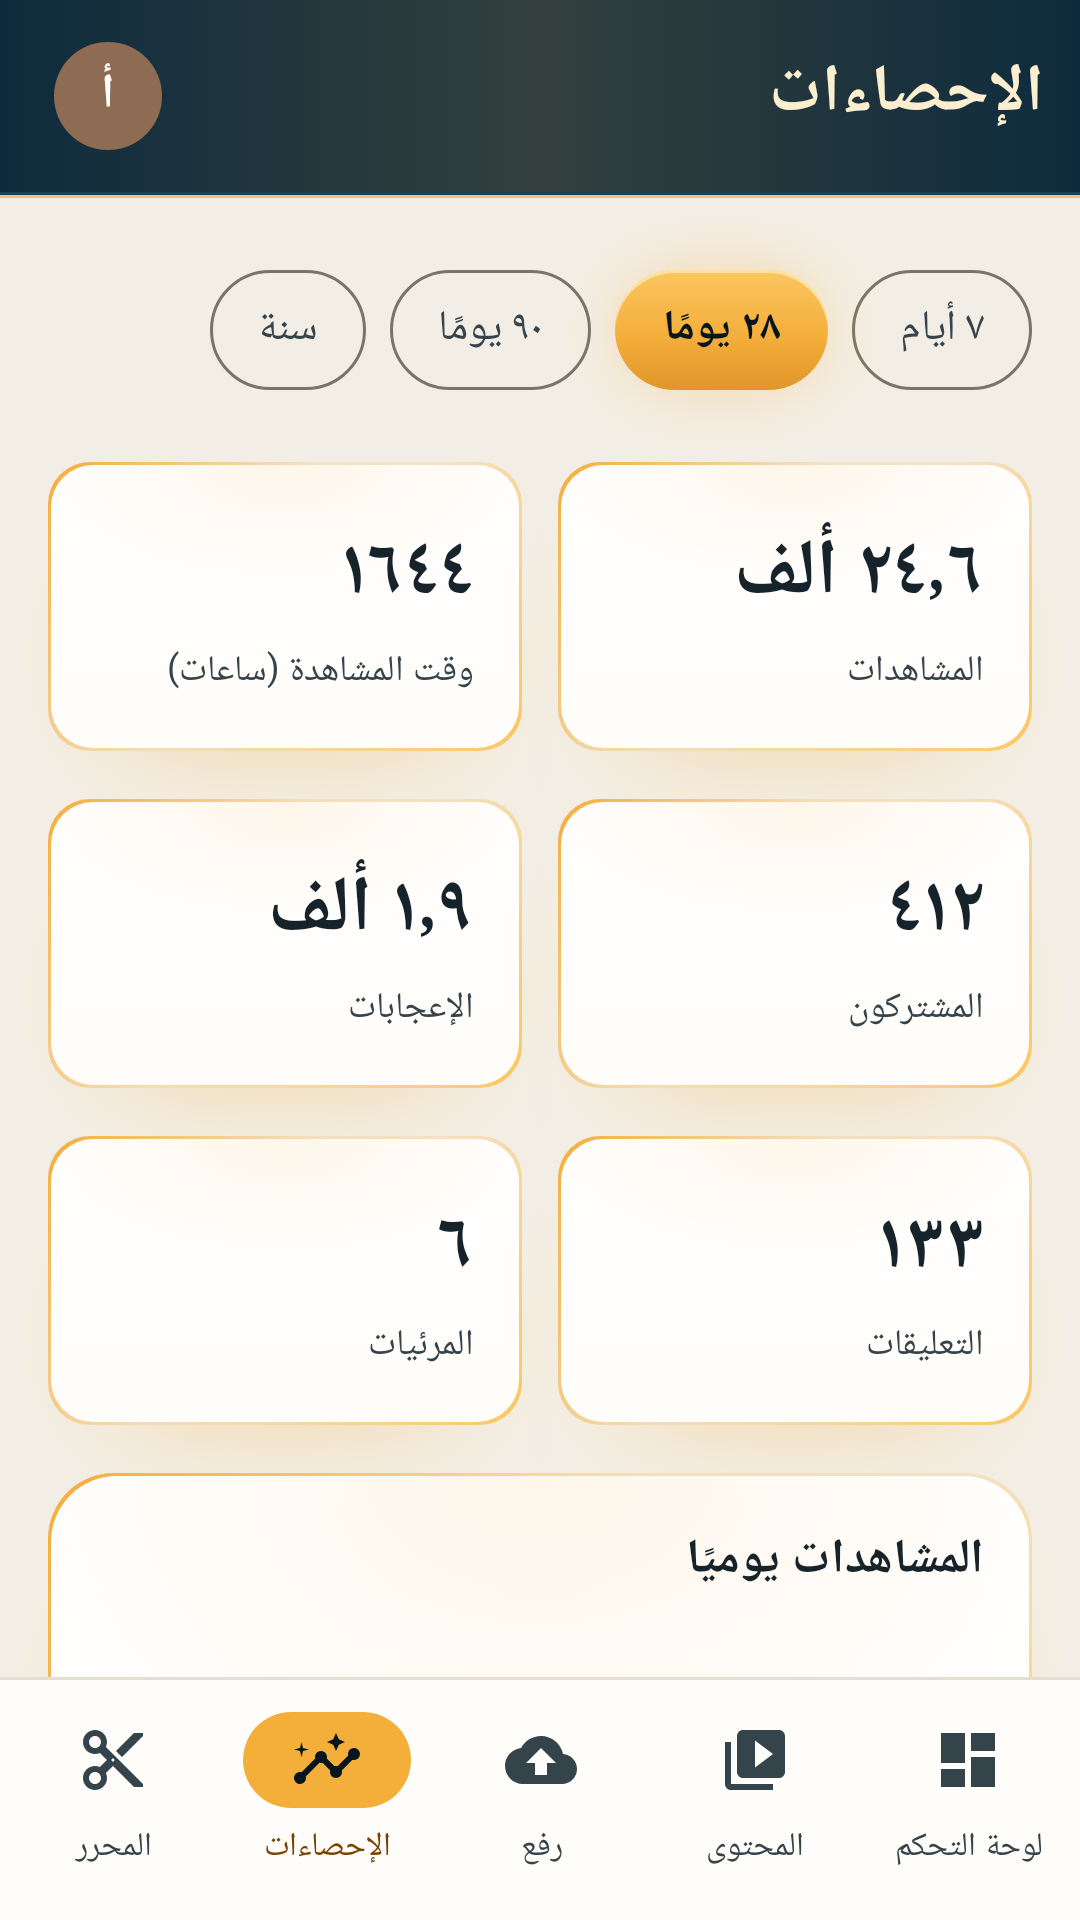 الإحصاءات
أ
٧ أيام
٢٨ يومًا
٩٠ يومًا
سنة
٢٤٫٦ ألف
المشاهدات
١٦٤٤
وقت المشاهدة (ساعات)
٤١٢
المشتركون
١٫٩ ألف
الإعجابات
١٣٣
التعليقات
٦
المرئيات
المشاهدات يوميًا
لوحة التحكم
المحتوى
رفع
الإحصاءات
المحرر